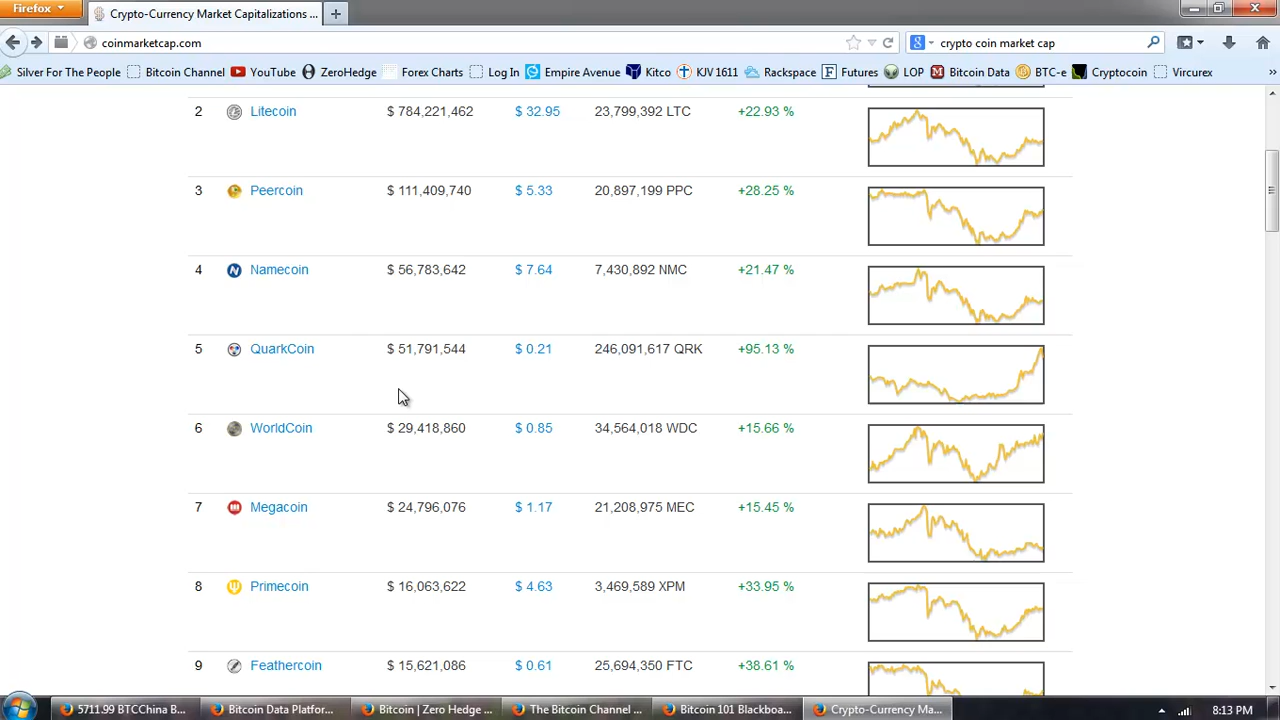 Firefox
Crypto-Currency Market Capitalizations ...
coinmarketcap.com
crypto coin market cap
Silver For The People Bitcoin Channel YouTube ZeroHedge Forex Charts Log In Empire Avenue Kitco KJV 1611 Rackspace Futures LOP Bitcoin Data BTC-e Cryptocoin Vircurex »
2 Litecoin $ 784,221,462 $ 32.95 23,799,392 LTC +22.93 %
3 Peercoin $ 111,409,740 $ 5.33 20,897,199 PPC +28.25 %
4 Namecoin $ 56,783,642 $ 7.64 7,430,892 NMC +21.47 %
5 QuarkCoin $ 51,791,544 $ 0.21 246,091,617 QRK +95.13 %
6 WorldCoin $ 29,418,860 $ 0.85 34,564,018 WDC +15.66 %
7 Megacoin $ 24,796,076 $ 1.17 21,208,975 MEC +15.45 %
8 Primecoin $ 16,063,622 $ 4.63 3,469,589 XPM +33.95 %
9 Feathercoin $ 15,621,086 $ 0.61 25,694,350 FTC +38.61 %
5711.99 BTCChina B... Bitcoin Data Platfor... Bitcoin | Zero Hedge ... The Bitcoin Channel ... Bitcoin 101 Blackboa... Crypto-Currency Ma... 8:13 PM